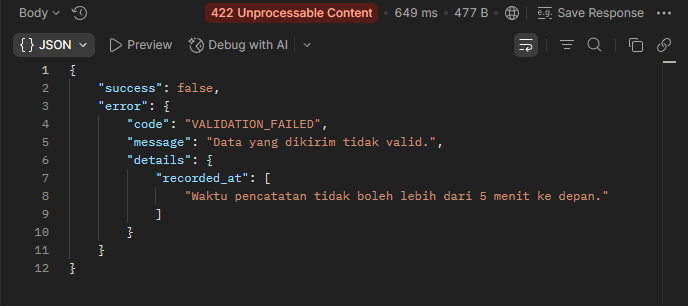 Body
422 Unprocessable Content • 649 ms • 477 B • e.g. Save Response
{} JSON Preview Debug with AI
1 {
2 "success": false,
3 "error": {
4 "code": "VALIDATION_FAILED",
5 "message": "Data yang dikirim tidak valid.",
6 "details": {
7 "recorded_at": [
8 "Waktu pencatatan tidak boleh lebih dari 5 menit ke depan."
9 ]
10 }
11 }
12 }